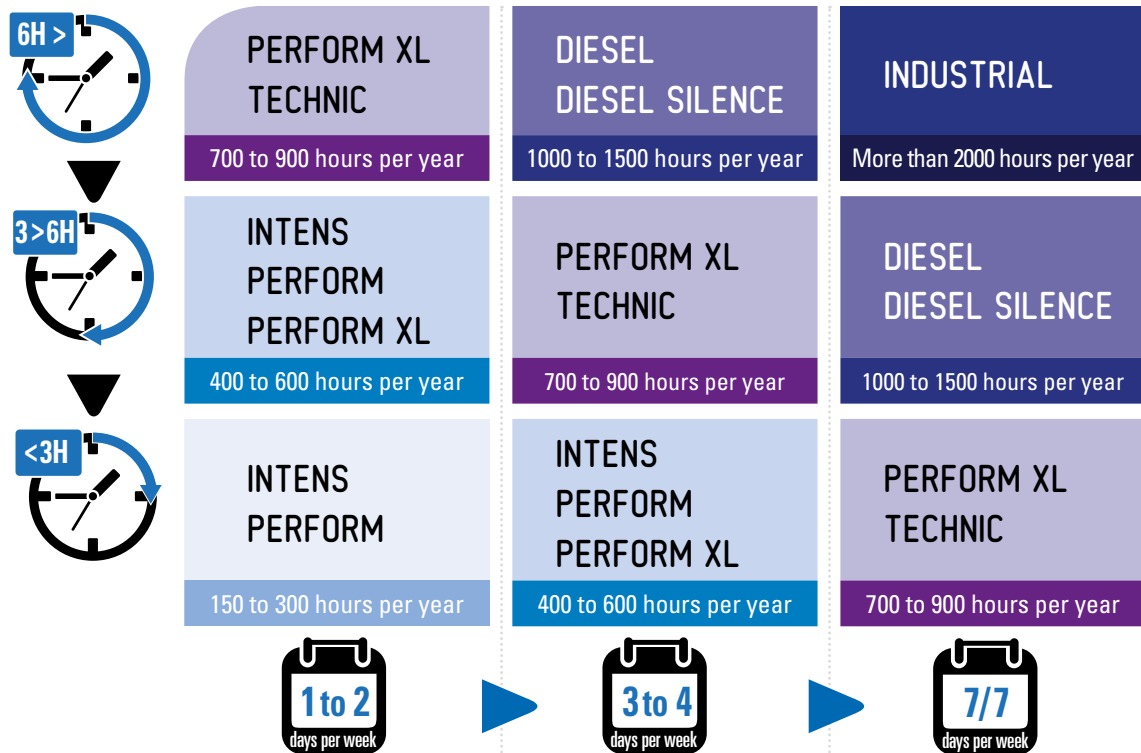 6H >
PERFORM XL
TECHNIC
700 to 900 hours per year
DIESEL
DIESEL SILENCE
1000 to 1500 hours per year
INDUSTRIAL
More than 2000 hours per year
3>6H
INTENS
PERFORM
PERFORM XL
400 to 600 hours per year
PERFORM XL
TECHNIC
700 to 900 hours per year
DIESEL
DIESEL SILENCE
1000 to 1500 hours per year
<3H
INTENS
PERFORM
150 to 300 hours per year
INTENS
PERFORM
PERFORM XL
400 to 600 hours per year
PERFORM XL
TECHNIC
700 to 900 hours per year
1 to 2
days per week
3 to 4
days per week
7/7
days per week